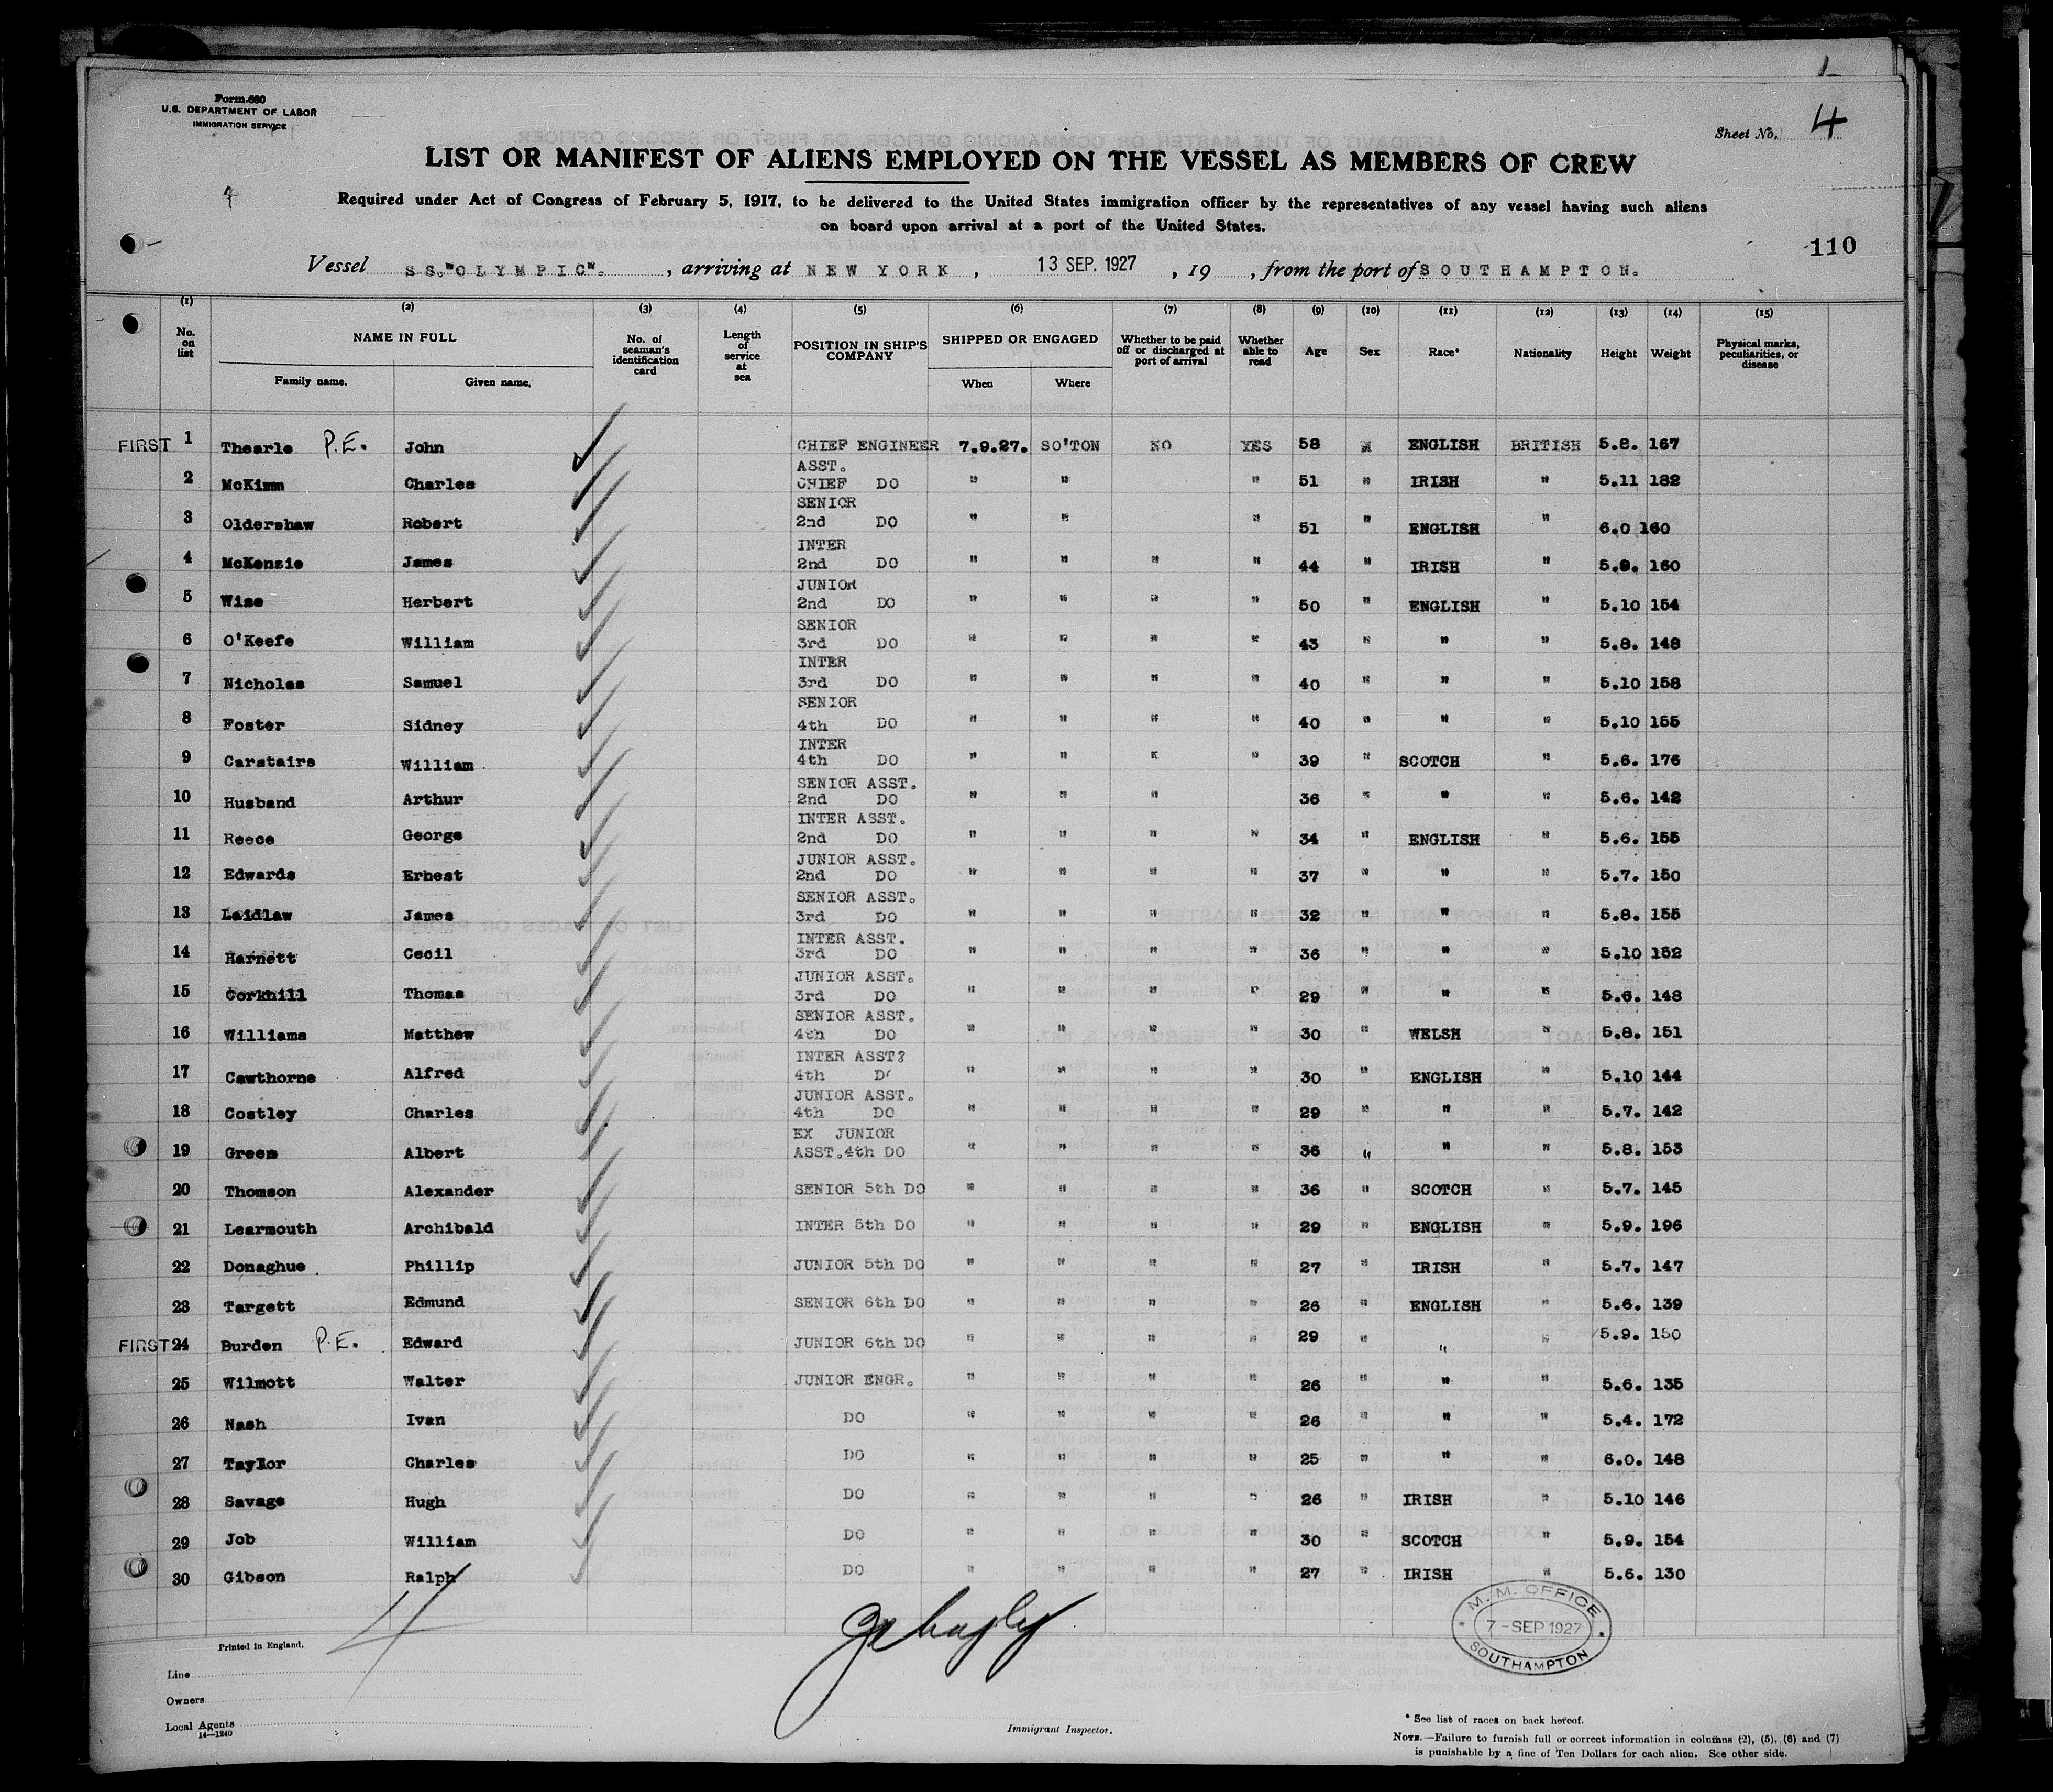 Form 680
U.S. DEPARTMENT OF LABOR
IMMIGRATION SERVICE
Sheet No. 4
LIST OR MANIFEST OF ALIENS EMPLOYED ON THE VESSEL AS MEMBERS OF CREW
Required under Act of Congress of February 5, 1917, to be delivered to the United States immigration officer by the representatives of any vessel having such aliens
on board upon arrival at a port of the United States.
110
Vessel SS."OLYMPIC". , arriving at NEW YORK , 13 SEP. 1927 , 19 , from the port of SOUTHAMPTON.
(1) (2) (3) (4) (5) (6) (7) (8) (9) (10) (11) (12) (13) (14) (15)
No. on list NAME IN FULL Family name. Given name. No. of seaman's identification card Length of service at sea POSITION IN SHIP'S COMPANY SHIPPED OR ENGAGED When Where Whether to be paid off or discharged at port of arrival Whether able to read Age Sex Race* Nationality Height Weight Physical marks, peculiarities, or disease
FIRST 1 Thearle P.E. John CHIEF ENGINEER 7.9.27. SO'TON NO YES 58 M ENGLISH BRITISH 5.8. 167
2 McKimm Charles ASST. CHIEF DO " " " 51 " IRISH " 5.11 182
3 Oldershaw Robert SENIOR 2nd DO " " " 51 " ENGLISH " 6.0 160
4 McKenzie James INTER 2nd DO " " " " 44 " IRISH " 5.9. 160
5 Wise Herbert JUNIOR 2nd DO " " " " 50 " ENGLISH " 5.10 154
6 O'Keefe William SENIOR 3rd DO " " " " 43 " " " 5.8. 148
7 Nicholas Samuel INTER 3rd DO " " " " 40 " " " 5.10 158
8 Foster Sidney SENIOR 4th DO " " " " 40 " " " 5.10 155
9 Carstairs William INTER 4th DO " " " " 39 " SCOTCH " 5.6. 176
10 Husband Arthur SENIOR ASST. 2nd DO " " " 36 " " " 5.6. 142
11 Reece George INTER ASST. 2nd DO " " " " 34 " ENGLISH " 5.6. 155
12 Edwards Erhest JUNIOR ASST. 2nd DO " " " " 37 " " " 5.7. 150
13 Laidlaw James SENIOR ASST. 3rd DO " " " " 32 " " " 5.8. 155
14 Harnett Cecil INTER ASST. 3rd DO " " " " 36 " " " 5.10 152
15 Corkhill Thomas JUNIOR ASST. 3rd DO " " " " 29 " " " 5.6. 148
16 Williams Matthew SENIOR ASST. 4th DO " " " " 30 " WELSH " 5.8. 151
17 Cawthorne Alfred INTER ASST? 4th DO " " " " 30 " ENGLISH " 5.10 144
18 Costley Charles JUNIOR ASST. 4th DO " " " " 29 " " " 5.7. 142
19 Green Albert EX JUNIOR ASST.4th DO " " " " 36 " " " 5.8. 153
20 Thomson Alexander SENIOR 5th DO " " " " 36 " SCOTCH " 5.7. 145
21 Learmouth Archibald INTER 5th DO " " " " 29 " ENGLISH " 5.9. 196
22 Donaghue Phillip JUNIOR 5th DO " " " " 27 " IRISH " 5.7. 147
23 Targett Edmund SENIOR 6th DO " " " " 26 " ENGLISH " 5.6. 139
FIRST 24 Burden P.E. Edward JUNIOR 6th DO " " " " 29 " " " 5.9. 150
25 Wilmott Walter JUNIOR ENGR. " " " " 26 " " " 5.6. 135
26 Nash Ivan DO " " " " 26 " " " 5.4. 172
27 Taylor Charles DO " " " " 25 " " " 6.0. 148
28 Savage Hugh DO " " " " 26 " IRISH " 5.10 146
29 Job William DO " " " " 30 " SCOTCH " 5.9. 154
30 Gibson Ralph DO " " " " 27 " IRISH " 5.6. 130
4
M.M. OFFICE
7-SEP 1927
SOUTHAMPTON
Printed in England.
Line
Owners
Local Agents
14—1240
Immigrant Inspector.
* See list of races on back hereof.
NOTE.—Failure to furnish full or correct information in columns (2), (5), (6) and (7)
is punishable by a fine of Ten Dollars for each alien. See other side.